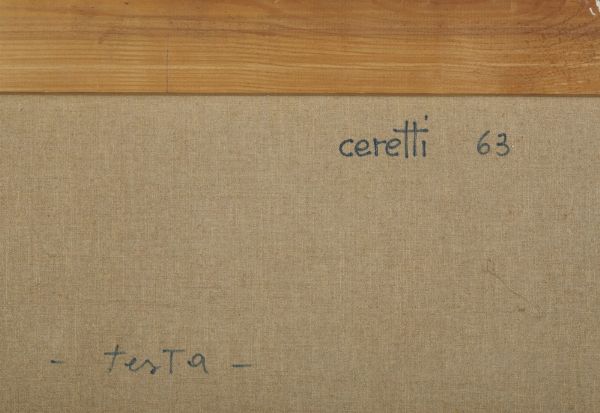 ceretti 63
- tesTa -